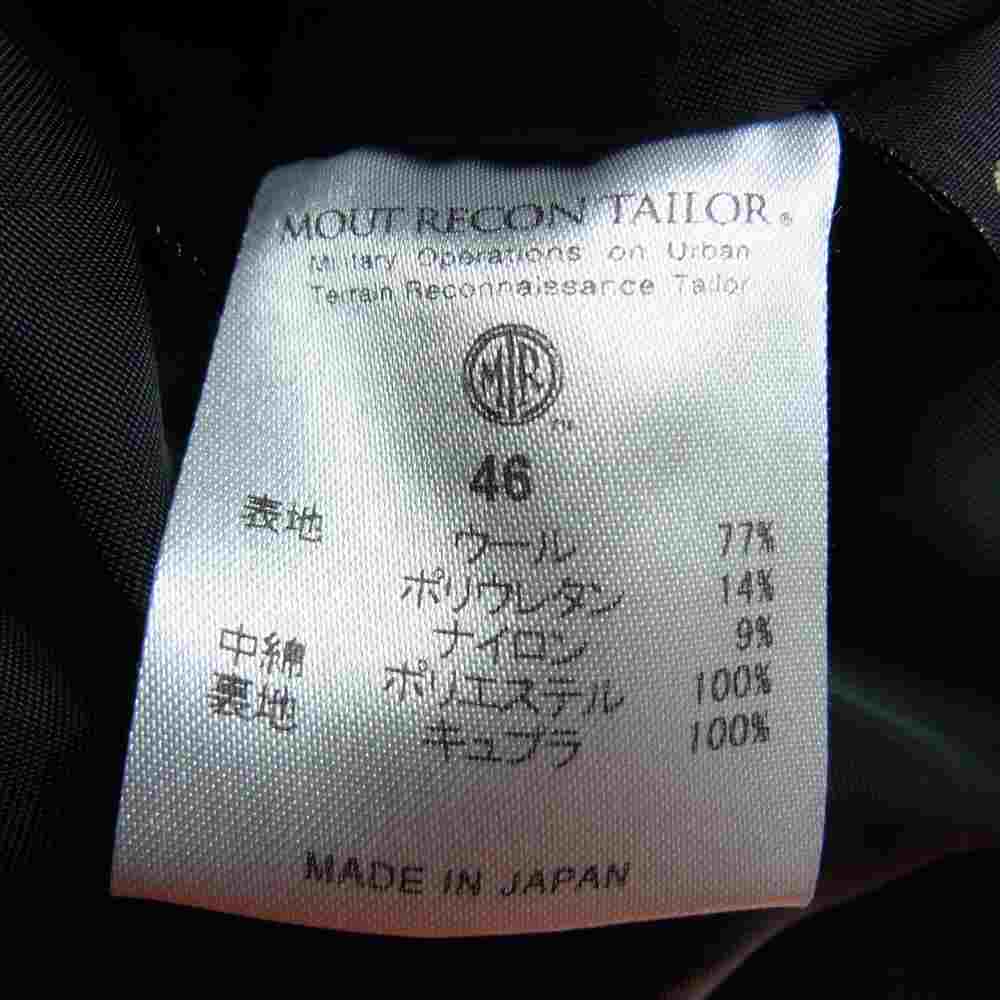 MOUT RECON TAILOR®
Military Operations on Urban
Terrain Reconnaissance Tailor
MTR
TM
46
表地 ウール 77%
ポリウレタン 14%
ナイロン 9%
中綿 ポリエステル 100%
裏地 キュプラ 100%
MADE IN JAPAN